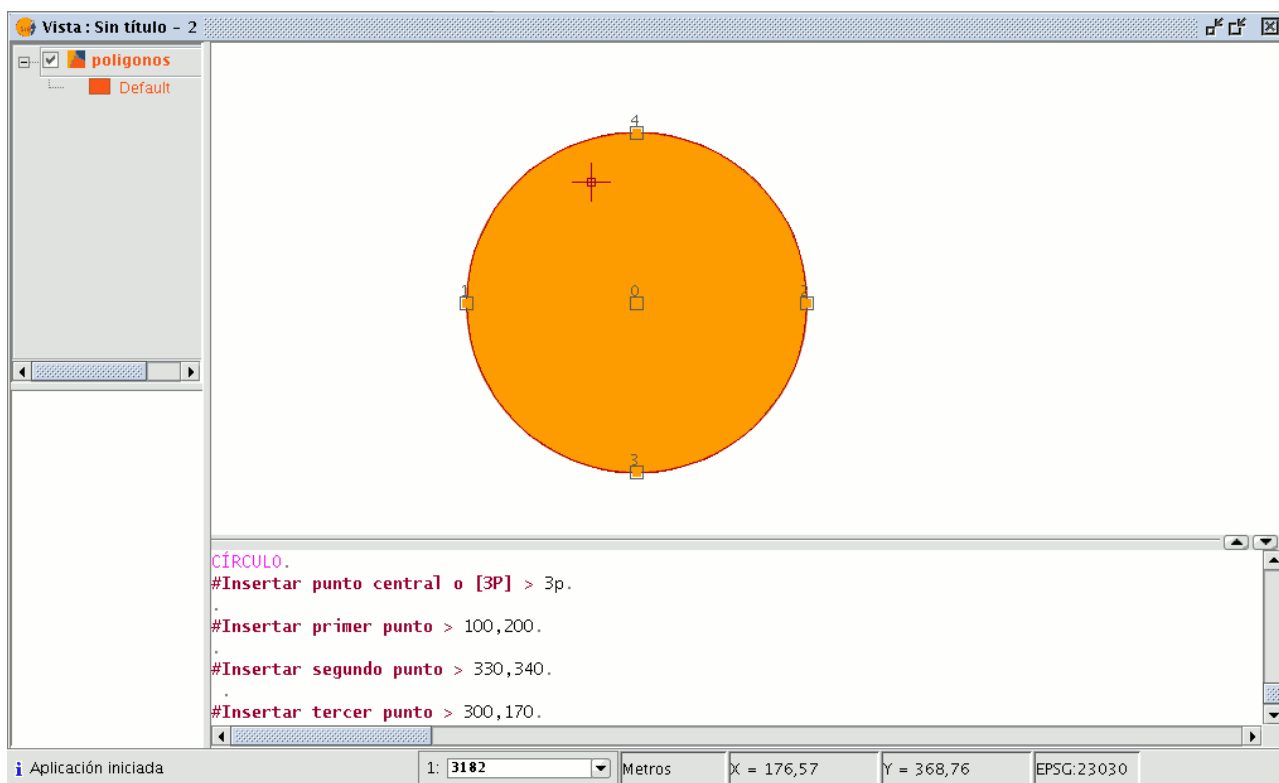 Vista : Sin título - 2
poligonos
Default
4
1
0
2
3
CÍRCULO.
#Insertar punto central o [3P] > 3p.
.
#Insertar primer punto > 100,200.
.
#Insertar segundo punto > 330,340.
.
#Insertar tercer punto > 300,170.
i Aplicación iniciada 1: 3182 Metros X = 176,57 Y = 368,76 EPSG:23030